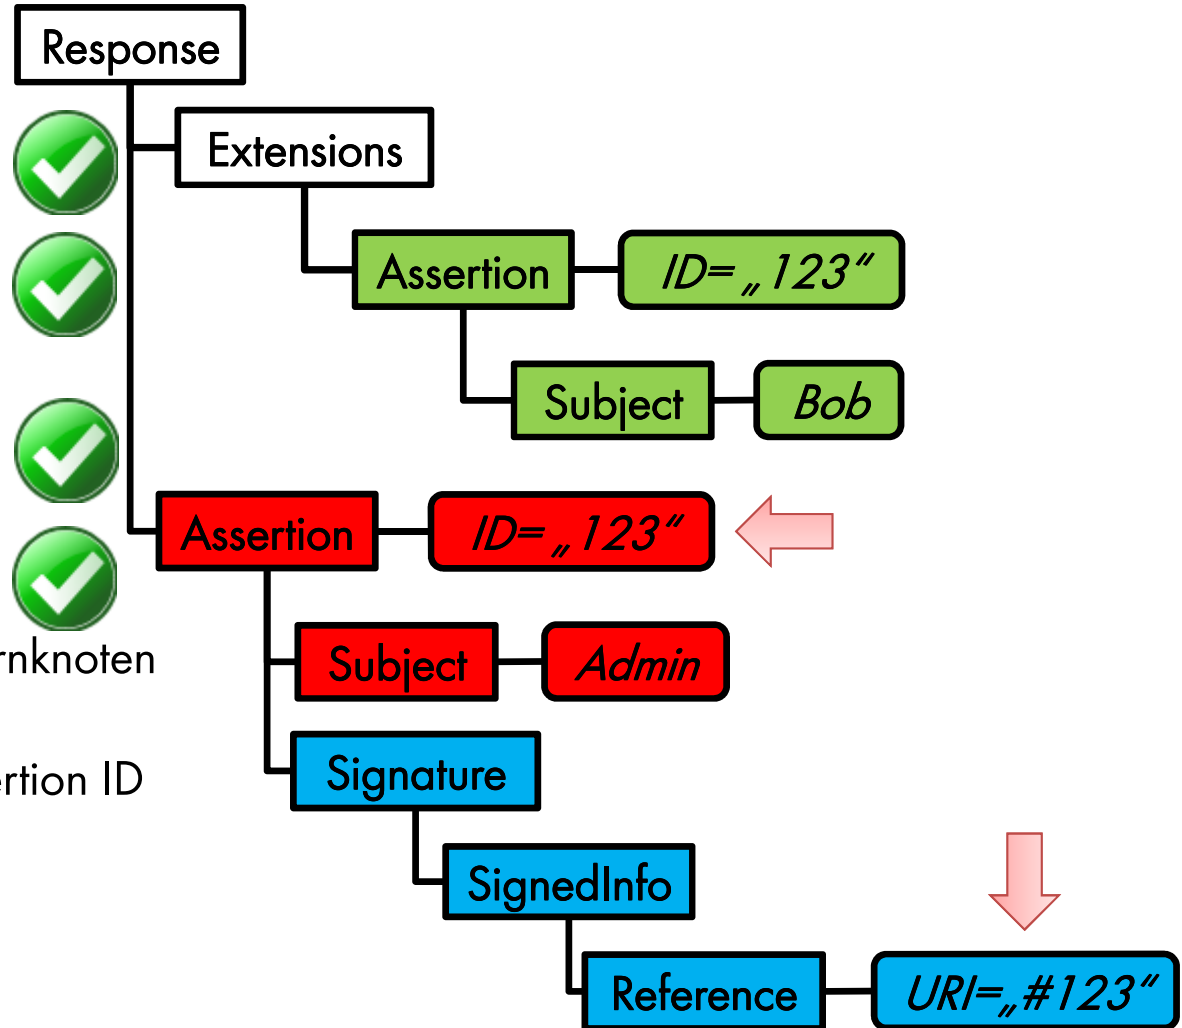 Response
Extensions
Assertion
ID= „123”
Subject
Bob
Assertion
ID= „123”
Subject
Admin
rnknoten
Signature
ertion ID
SignedInfo
Reference
URI=„#123”